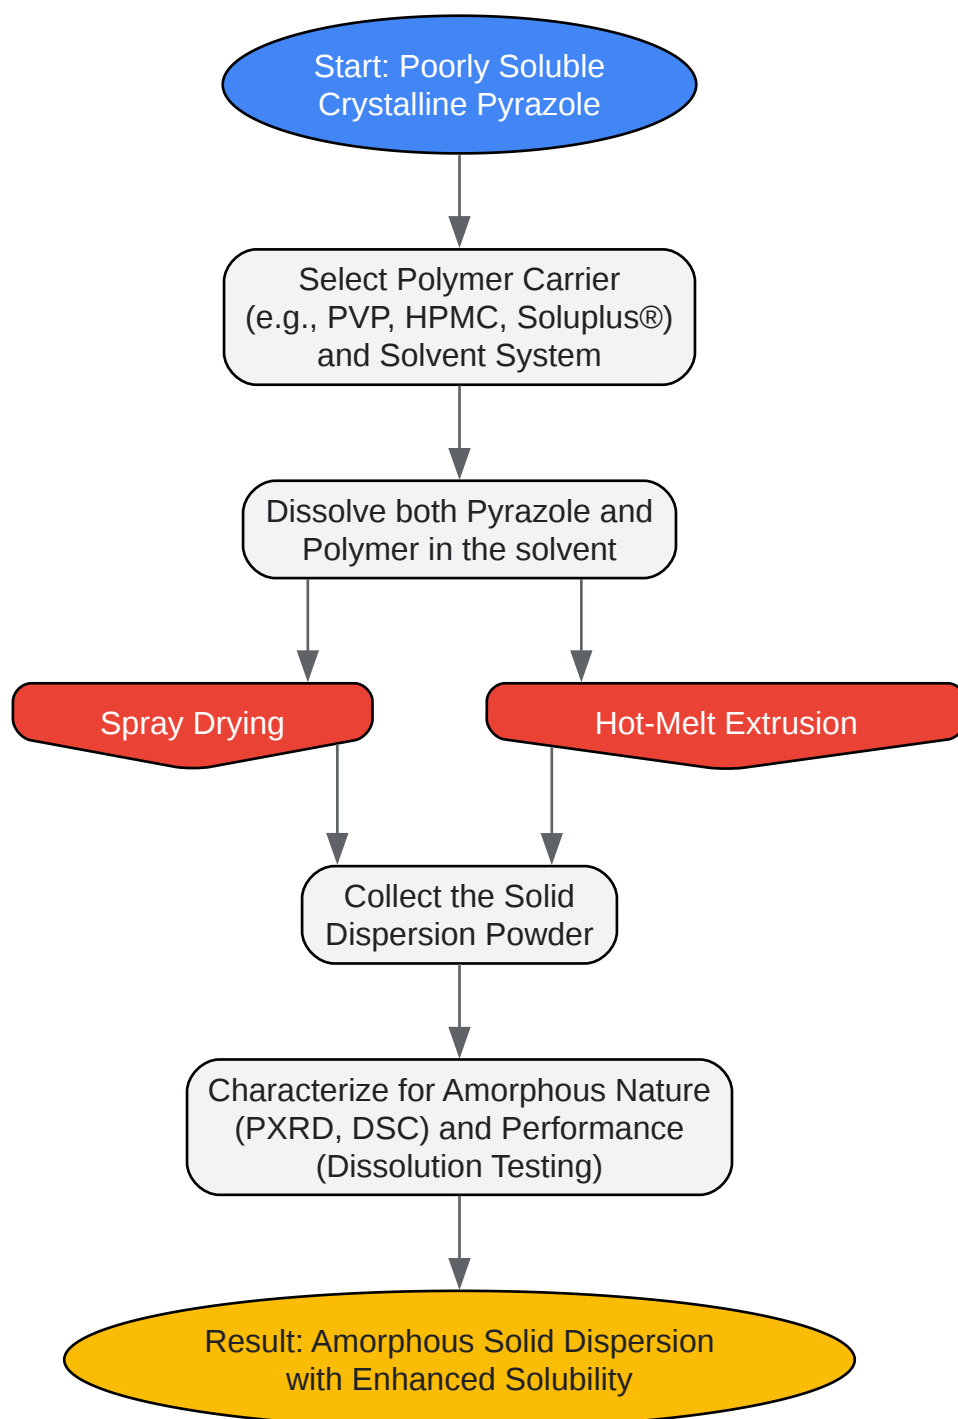 Start: Poorly Soluble
Crystalline Pyrazole
Select Polymer Carrier
(e.g., PVP, HPMC, Soluplus®)
and Solvent System
Dissolve both Pyrazole and
Polymer in the solvent
Spray Drying
Hot-Melt Extrusion
Collect the Solid
Dispersion Powder
Characterize for Amorphous Nature
(PXRD, DSC) and Performance
(Dissolution Testing)
Result: Amorphous Solid Dispersion
with Enhanced Solubility